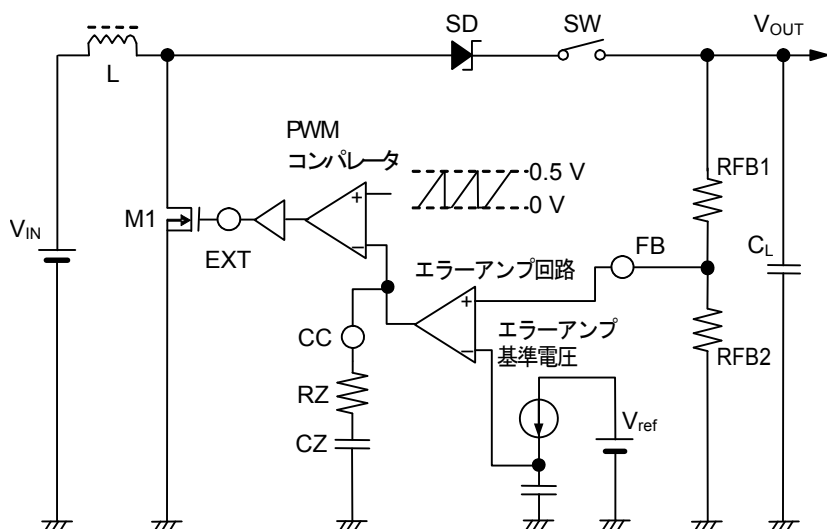 SD
SW
VOUT
L
PWM
コンパレータ
0.5 V
0 V
RFB1
M1
VIN
EXT
FB
CL
エラーアンプ回路
エラーアンプ
基準電圧
CC
RFB2
RZ
CZ
Vref
+
−
+
−